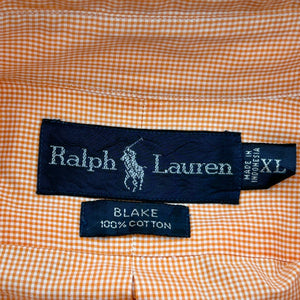 Ralph Lauren
MADE IN
INDONESIA
XL
BLAKE
100% COTTON